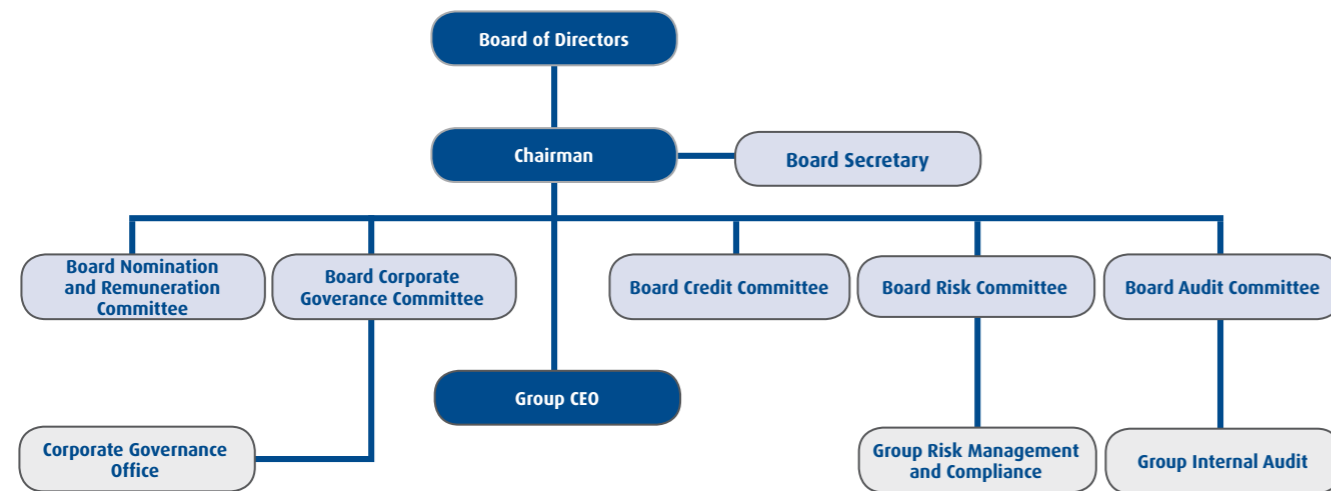 Board of Directors
Chairman
Board Secretary
Board Nomination
and Remuneration
Committee
Board Corporate
Goverance Committee
Board Credit Committee
Board Risk Committee
Board Audit Committee
Group CEO
Corporate Governance
Office
Group Risk Management
and Compliance
Group Internal Audit